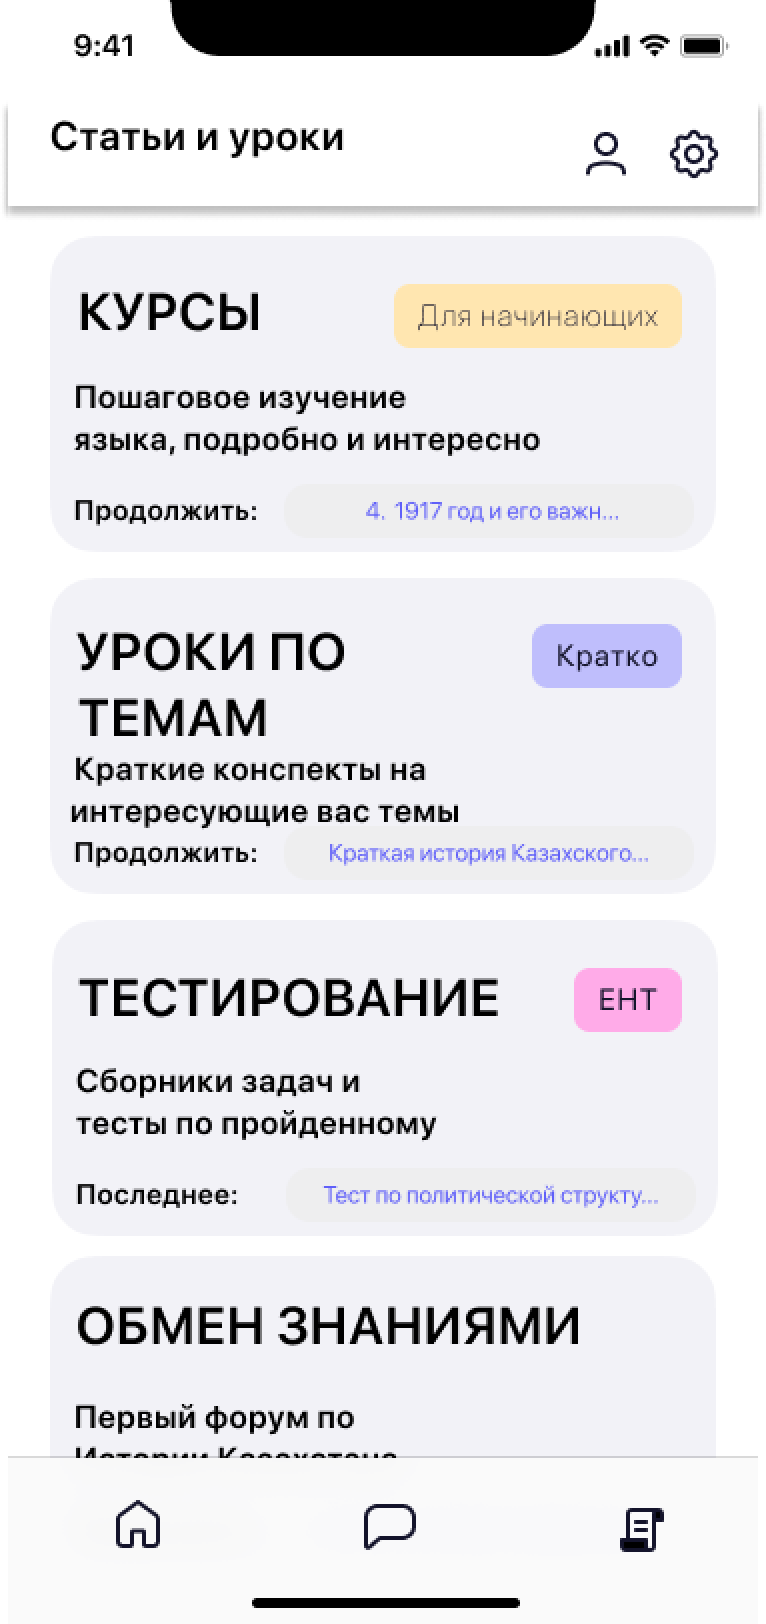 9:41
Статьи и уроки
КУРСЫ
Для начинающих
Пошаговое изучение
языка, подробно и интересно
Продолжить:
4. 1917 год и его важн...
УРОКИ ПО
ТЕМАМ
Кратко
Краткие конспекты на
интересующие вас темы
Продолжить:
Краткая история Казахского...
ТЕСТИРОВАНИЕ
ЕНТ
Сборники задач и
тесты по пройденному
Последнее:
Тест по политической структу...
ОБМЕН ЗНАНИЯМИ
Первый форум по
Истории Казахстана